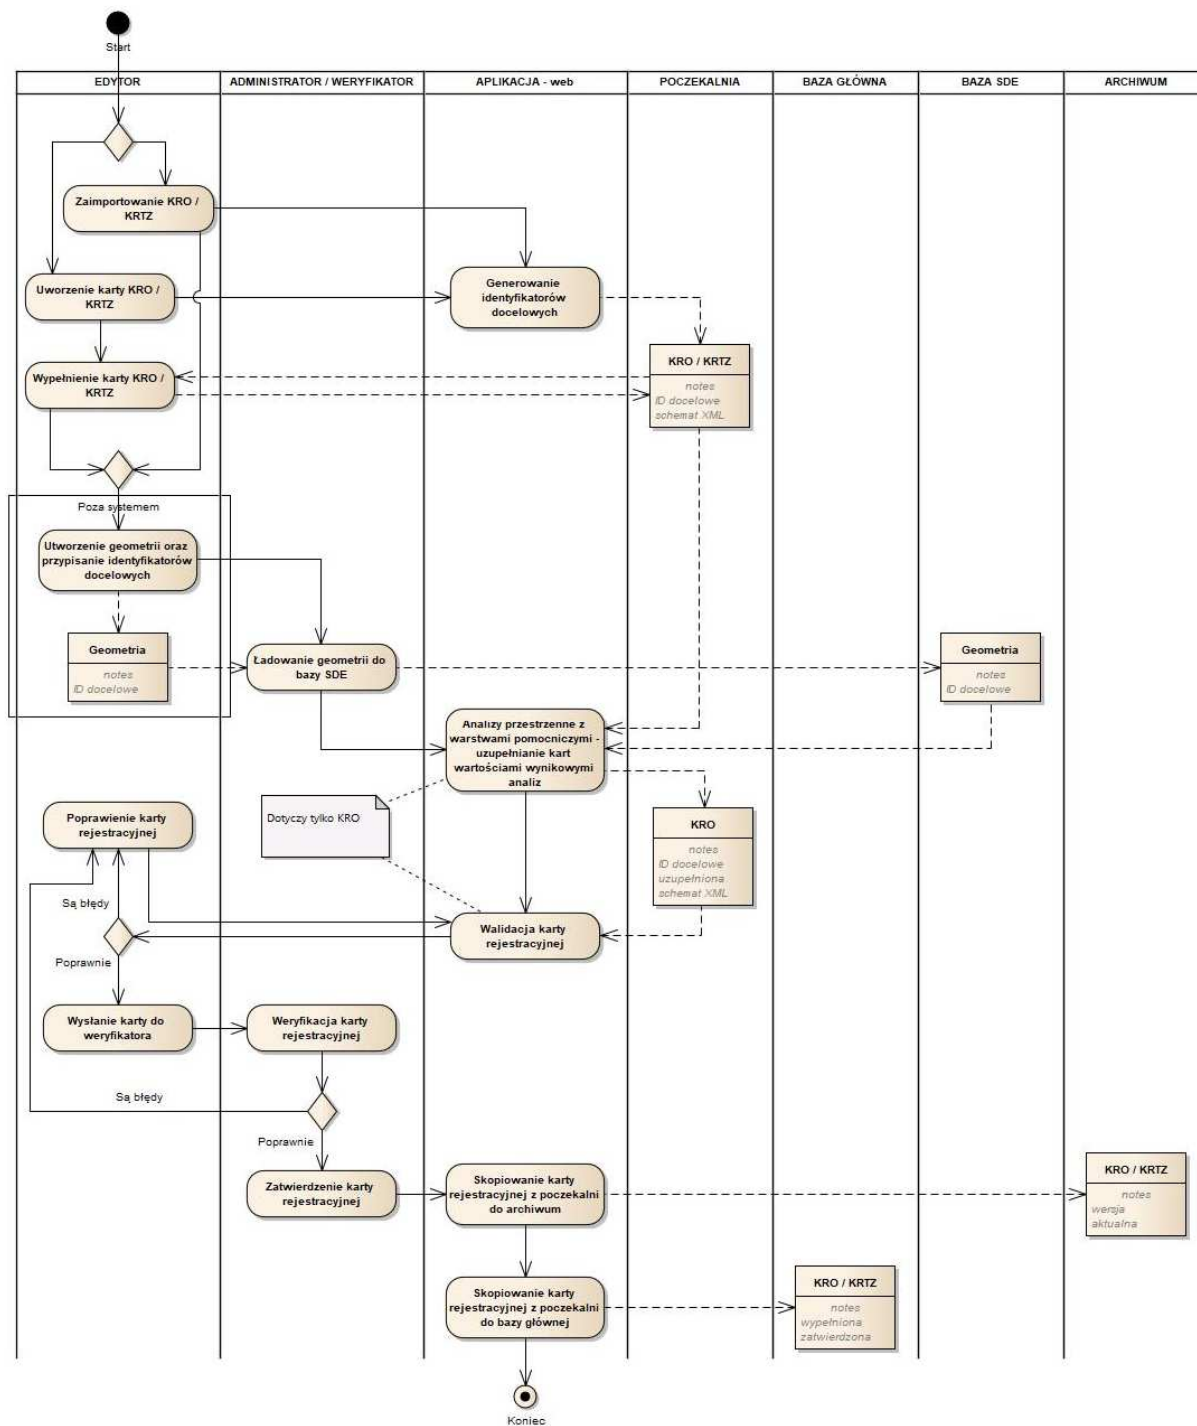 Start
EDYTOR
ADMINISTRATOR / WERYFIKATOR
APLIKACJA - web
POCZEKALNIA
BAZA GŁÓWNA
BAZA SDE
ARCHIWUM
Zaimportowanie KRO /
KRTZ
Uworzenie karty KRO /
KRTZ
Generowanie
identyfikatorów
docelowych
Wypełnienie karty KRO /
KRTZ
KRO / KRTZ
notes
ID docelowe
schemat XML
Poza systemem
Utworzenie geometrii oraz
przypisanie identyfikatorów
docelowych
Geometria
notes
ID docelowe
Ładowanie geometrii do
bazy SDE
Geometria
notes
ID docelowe
Analizy przestrzenne z
warstwami pomocniczymi -
uzupełnianie kart
wartościami wynikowymi
analiz
Poprawienie karty
rejestracyjnej
Dotyczy tylko KRO
KRO
notes
ID docelowe
uzupełniona
schemat XML
Są błędy
Walidacja karty
rejestracyjnej
Poprawnie
Wysłanie karty do
weryfikatora
Weryfikacja karty
rejestracyjnej
Są błędy
Poprawnie
Zatwierdzenie karty
rejestracyjnej
Skopiowanie karty
rejestracyjnej z poczekalni
do archiwum
KRO / KRTZ
notes
wersja
aktualna
Skopiowanie karty
rejestracyjnej z poczekalni
do bazy głównej
KRO / KRTZ
notes
wypełniona
zatwierdzona
Koniec